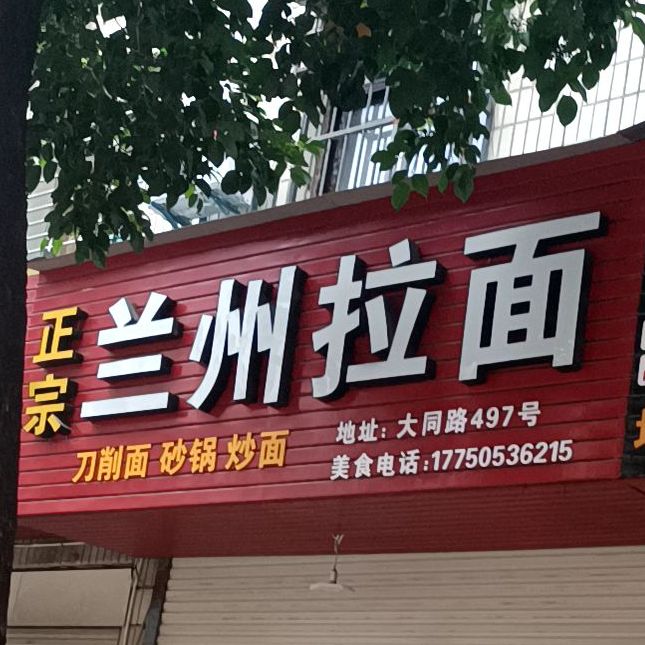 正宗
兰州拉面
刀削面 砂锅 炒面
地址: 大同路497号
美食电话:17750536215